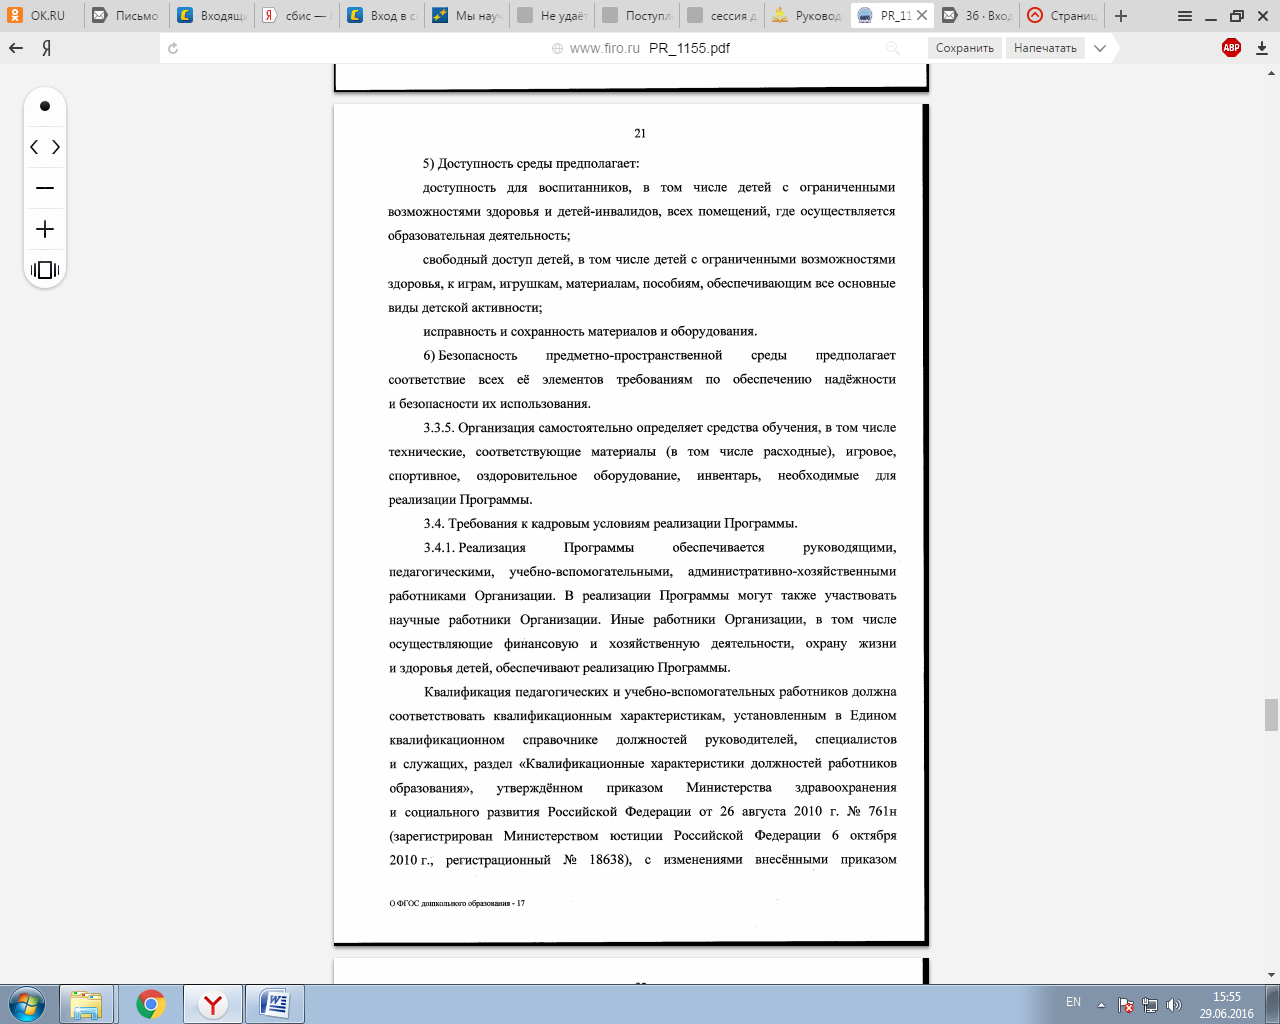 OK.RU
Письмо
Входящи
сбис —
Вход в с
Мы науч
Не удаёт
Поступл
сессия д
Руковод
PR_11
36 · Вход
Страниц
www.firo.ru PR_1155.pdf
Сохранить
Напечатать
ABP
21
5) Доступность среды предполагает:
доступность для воспитанников, в том числе детей с ограниченными
возможностями здоровья и детей-инвалидов, всех помещений, где осуществляется
образовательная деятельность;
свободный доступ детей, в том числе детей с ограниченными возможностями
здоровья, к играм, игрушкам, материалам, пособиям, обеспечивающим все основные
виды детской активности;
исправность и сохранность материалов и оборудования.
6) Безопасность предметно-пространственной среды предполагает
соответствие всех её элементов требованиям по обеспечению надёжности
и безопасности их использования.
3.3.5. Организация самостоятельно определяет средства обучения, в том числе
технические, соответствующие материалы (в том числе расходные), игровое,
спортивное, оздоровительное оборудование, инвентарь, необходимые для
реализации Программы.
3.4. Требования к кадровым условиям реализации Программы.
3.4.1. Реализация Программы обеспечивается руководящими,
педагогическими, учебно-вспомогательными, административно-хозяйственными
работниками Организации. В реализации Программы могут также участвовать
научные работники Организации. Иные работники Организации, в том числе
осуществляющие финансовую и хозяйственную деятельности, охрану жизни
и здоровья детей, обеспечивают реализацию Программы.
Квалификация педагогических и учебно-вспомогательных работников должна
соответствовать квалификационным характеристикам, установленным в Едином
квалификационном справочнике должностей руководителей, специалистов
и служащих, раздел «Квалификационные характеристики должностей работников
образования», утверждённом приказом Министерства здравоохранения
и социального развития Российской Федерации от 26 августа 2010 г. № 761н
(зарегистрирован Министерством юстиции Российской Федерации 6 октября
2010 г., регистрационный № 18638), с изменениями внесёнными приказом
О ФГОС дошкольного образования - 17
EN
15:55
29.06.2016